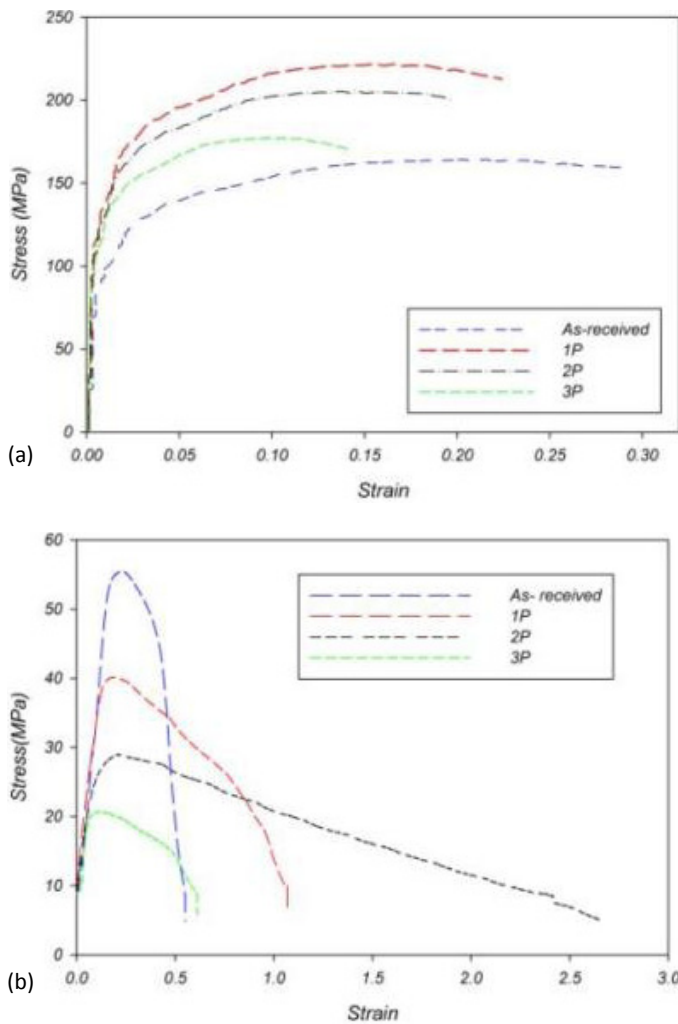 250
200
150
100
50
0
Stress (MPa)
As-received
1P
2P
3P
(a)
0.00 0.05 0.10 0.15 0.20 0.25 0.30
Strain
60
50
40
30
20
10
0
Stress(MPa)
As- received
1P
2P
3P
(b)
0.0 0.5 1.0 1.5 2.0 2.5 3.0
Strain